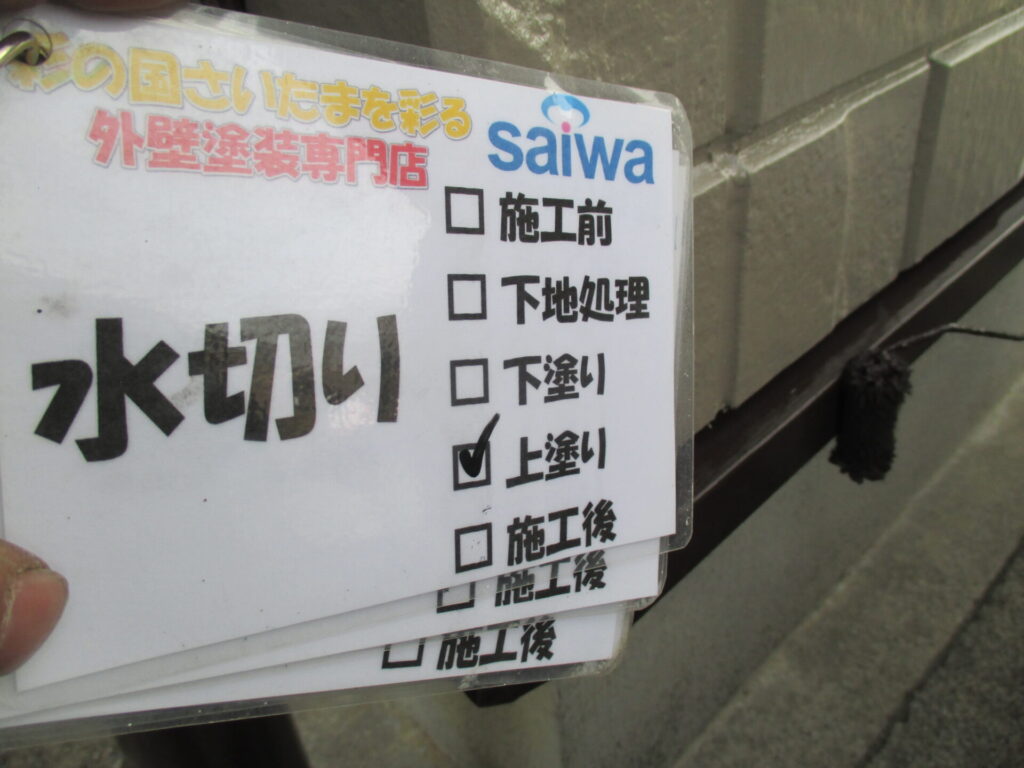 彩の国さいたまを彩る
外壁塗装専門店
saiwa
水切り
□ 施工前
□ 下地処理
□ 下塗り
☑ 上塗り
□ 施工後
□ 施工後
□ 施工後